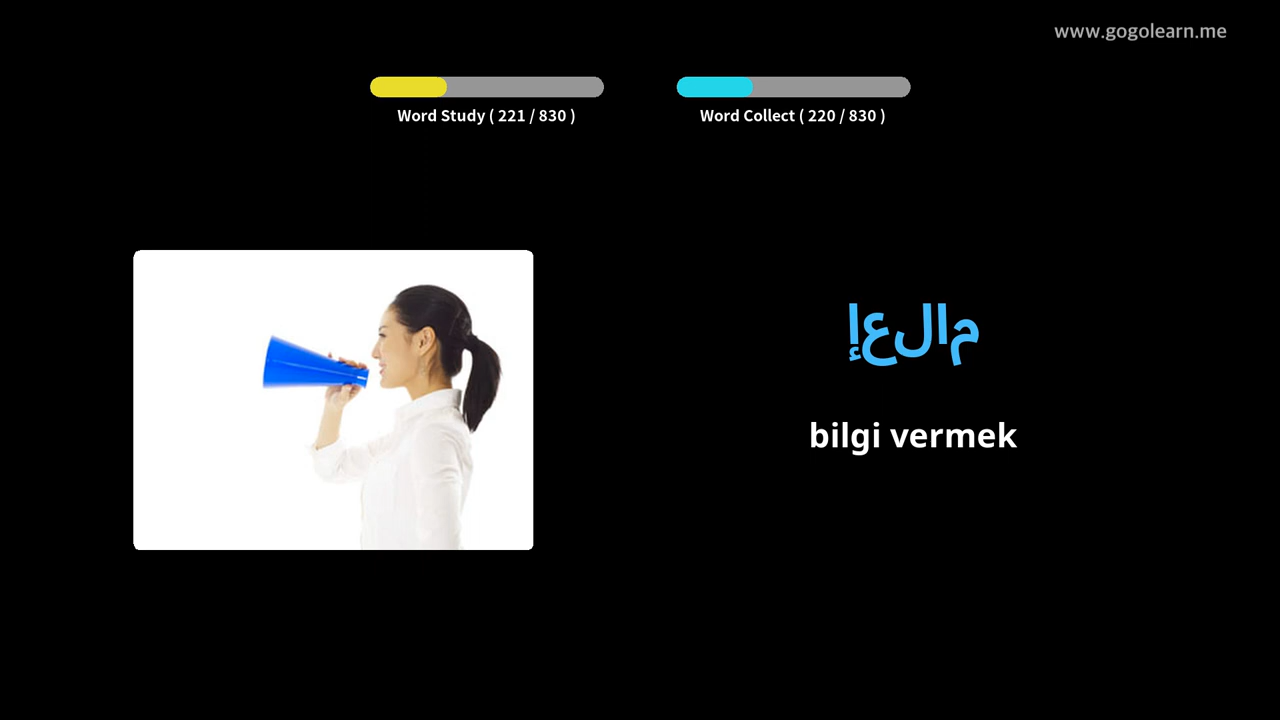 www.gogolearn.me
Word Study ( 221 / 830 )
Word Collect ( 220 / 830 )
إعلام
bilgi vermek